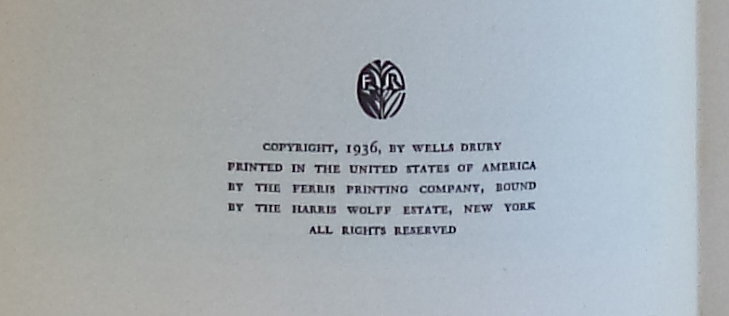 F R
COPYRIGHT, 1936, BY WELLS DRURY
PRINTED IN THE UNITED STATES OF AMERICA
BY THE FERRIS PRINTING COMPANY, BOUND
BY THE HARRIS WOLFF ESTATE, NEW YORK
ALL RIGHTS RESERVED